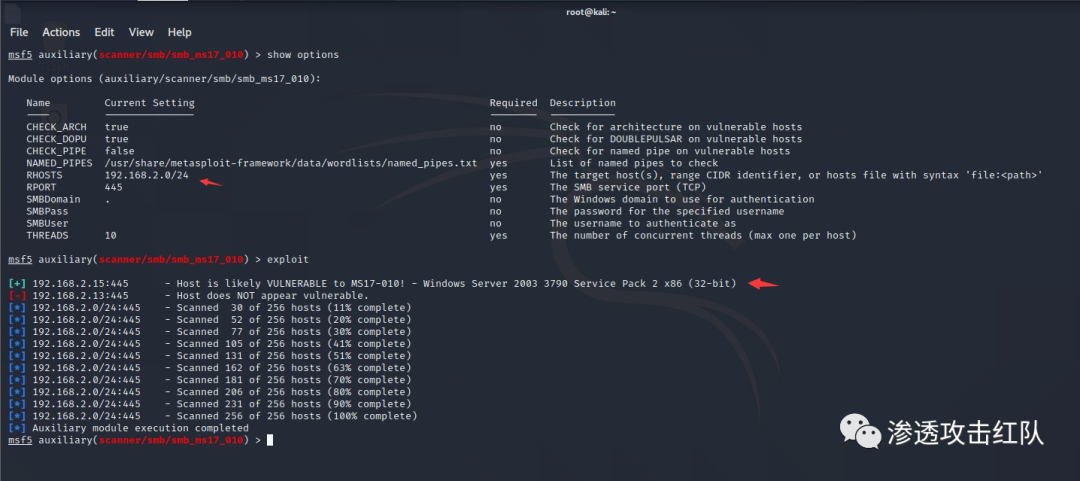 root@kali: ~
File Actions Edit View Help
msf5 auxiliary(scanner/smb/smb_ms17_010) > show options
Module options (auxiliary/scanner/smb/smb_ms17_010):
Name Current Setting Required Description
CHECK_ARCH true no Check for architecture on vulnerable hosts
CHECK_DOPU true no Check for DOUBLEPULSAR on vulnerable hosts
CHECK_PIPE false no Check for named pipe on vulnerable hosts
NAMED_PIPES /usr/share/metasploit-framework/data/wordlists/named_pipes.txt yes List of named pipes to check
RHOSTS 192.168.2.0/24 yes The target host(s), range CIDR identifier, or hosts file with syntax 'file:<path>'
RPORT 445 yes The SMB service port (TCP)
SMBDomain . no The Windows domain to use for authentication
SMBPass no The password for the specified username
SMBUser no The username to authenticate as
THREADS 10 yes The number of concurrent threads (max one per host)
msf5 auxiliary(scanner/smb/smb_ms17_010) > exploit
[+] 192.168.2.15:445 - Host is likely VULNERABLE to MS17-010! - Windows Server 2003 3790 Service Pack 2 x86 (32-bit)
[-] 192.168.2.13:445 - Host does NOT appear vulnerable.
[*] 192.168.2.0/24:445 - Scanned 30 of 256 hosts (11% complete)
[*] 192.168.2.0/24:445 - Scanned 52 of 256 hosts (20% complete)
[*] 192.168.2.0/24:445 - Scanned 77 of 256 hosts (30% complete)
[*] 192.168.2.0/24:445 - Scanned 105 of 256 hosts (41% complete)
[*] 192.168.2.0/24:445 - Scanned 131 of 256 hosts (51% complete)
[*] 192.168.2.0/24:445 - Scanned 162 of 256 hosts (63% complete)
[*] 192.168.2.0/24:445 - Scanned 181 of 256 hosts (70% complete)
[*] 192.168.2.0/24:445 - Scanned 206 of 256 hosts (80% complete)
[*] 192.168.2.0/24:445 - Scanned 231 of 256 hosts (90% complete)
[*] 192.168.2.0/24:445 - Scanned 256 of 256 hosts (100% complete)
[*] Auxiliary module execution completed
msf5 auxiliary(scanner/smb/smb_ms17_010) >
渗透攻击红队